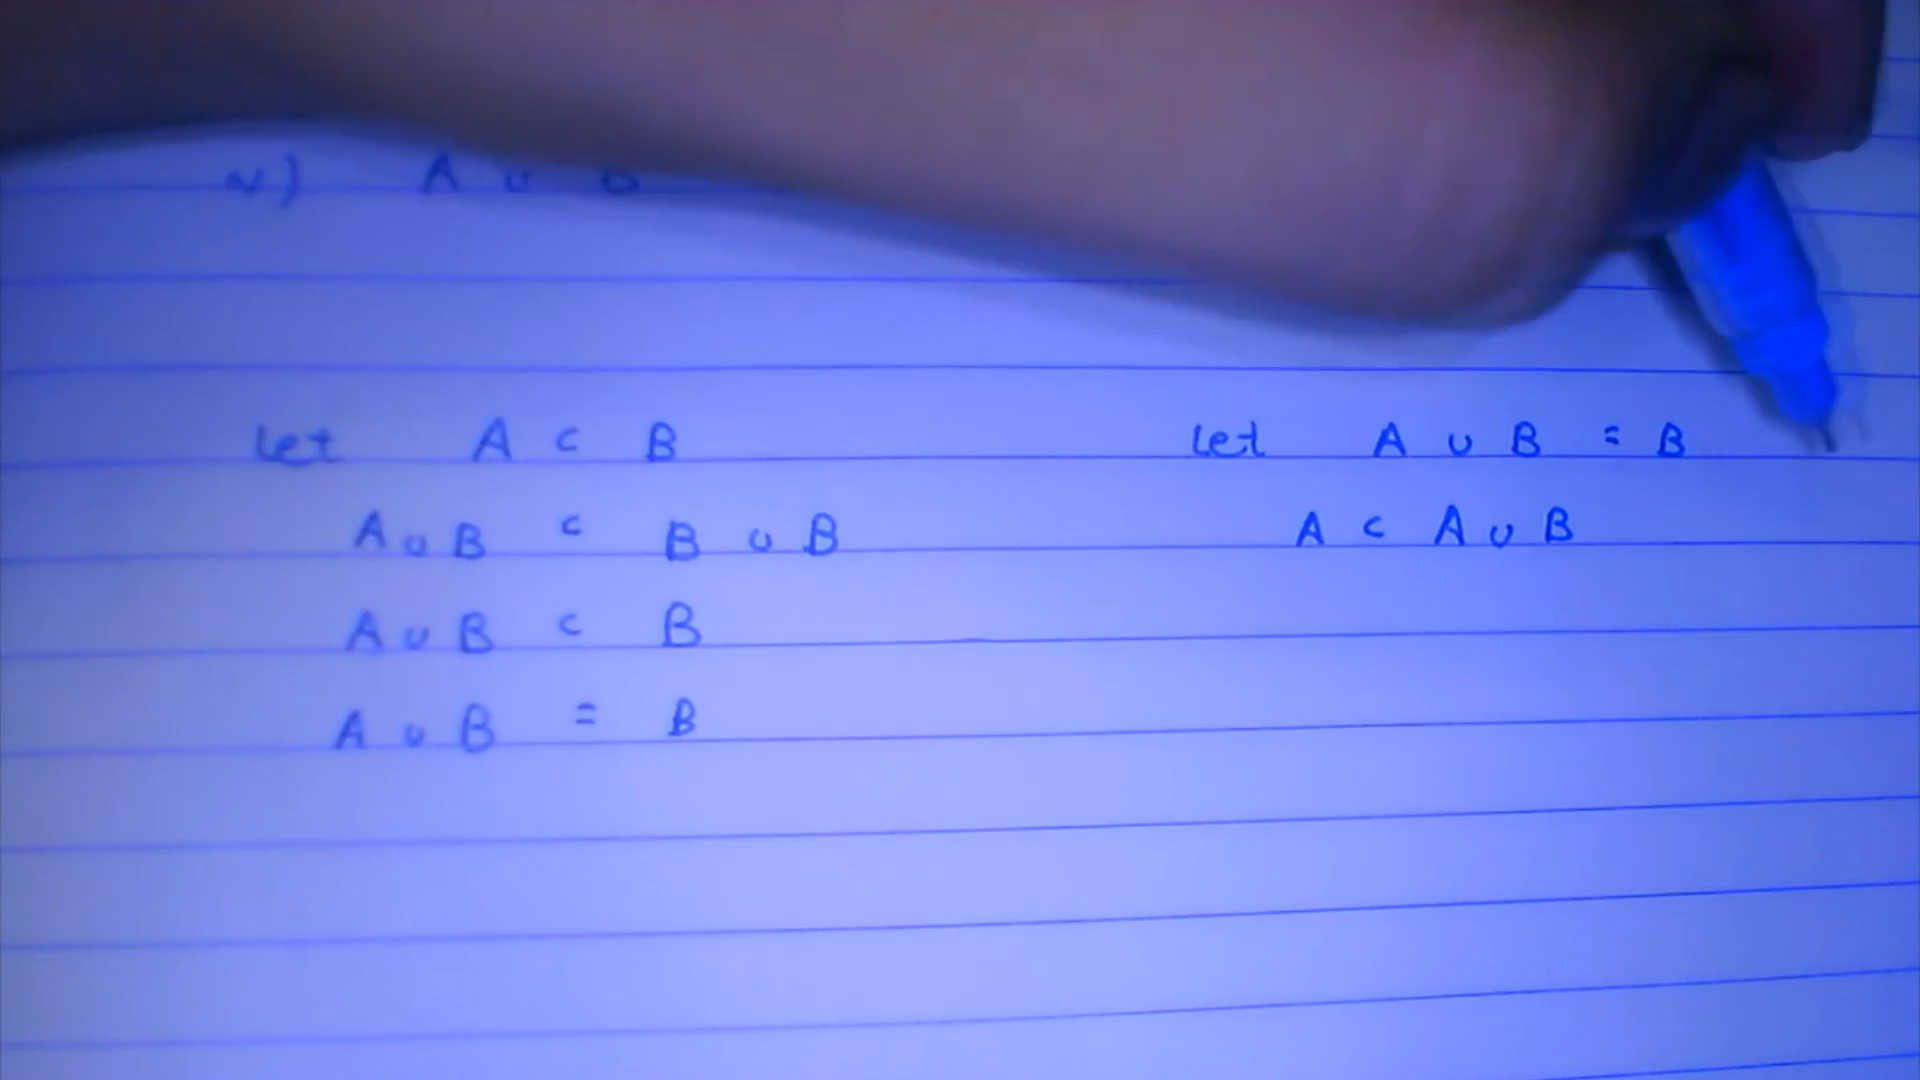 A ∪
Let A ⊂ B
A ∪ B ⊂ B ∪ B
A ∪ B ⊂ B
A ∪ B = B
Let A ∪ B = B
A ⊂ A ∪ B